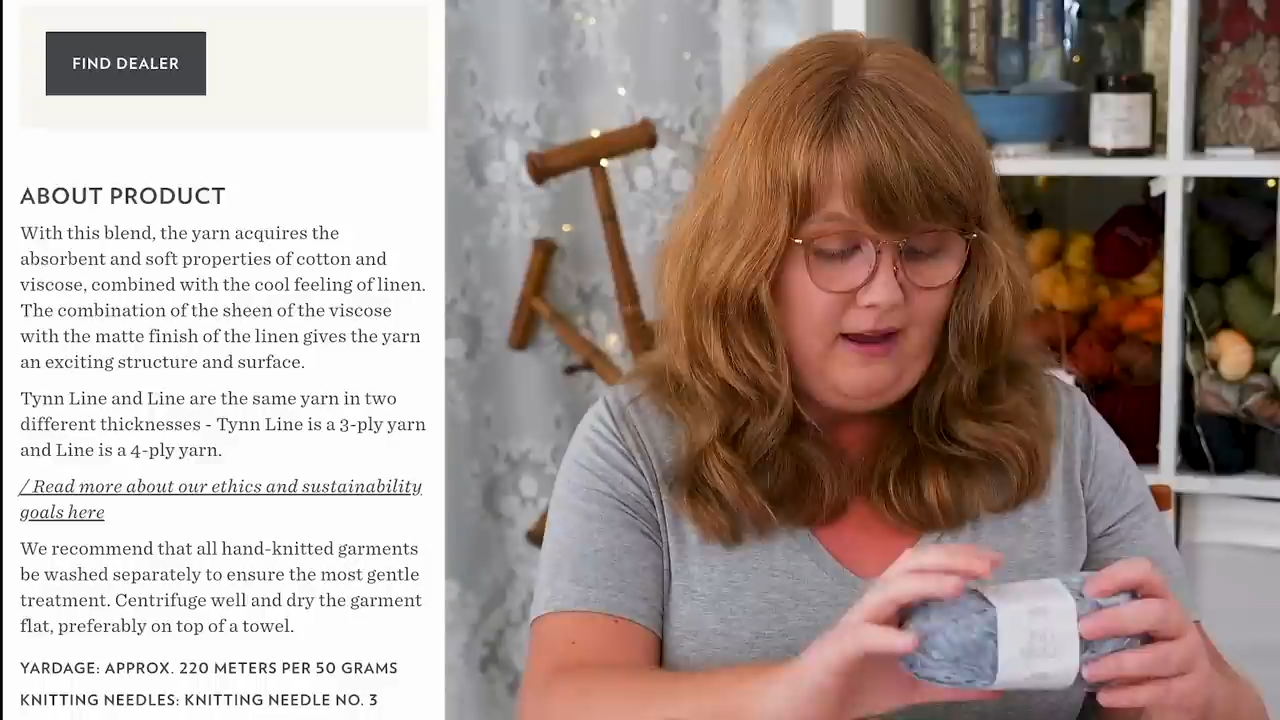 FIND DEALER
ABOUT PRODUCT
With this blend, the yarn acquires the
absorbent and soft properties of cotton and
viscose, combined with the cool feeling of linen.
The combination of the sheen of the viscose
with the matte finish of the linen gives the yarn
an exciting structure and surface.
Tynn Line and Line are the same yarn in two
different thicknesses - Tynn Line is a 3-ply yarn
and Line is a 4-ply yarn.
/ Read more about our ethics and sustainability
goals here
We recommend that all hand-knitted garments
be washed separately to ensure the most gentle
treatment. Centrifuge well and dry the garment
flat, preferably on top of a towel.
YARDAGE: APPROX. 220 METERS PER 50 GRAMS
KNITTING NEEDLES: KNITTING NEEDLE NO. 3